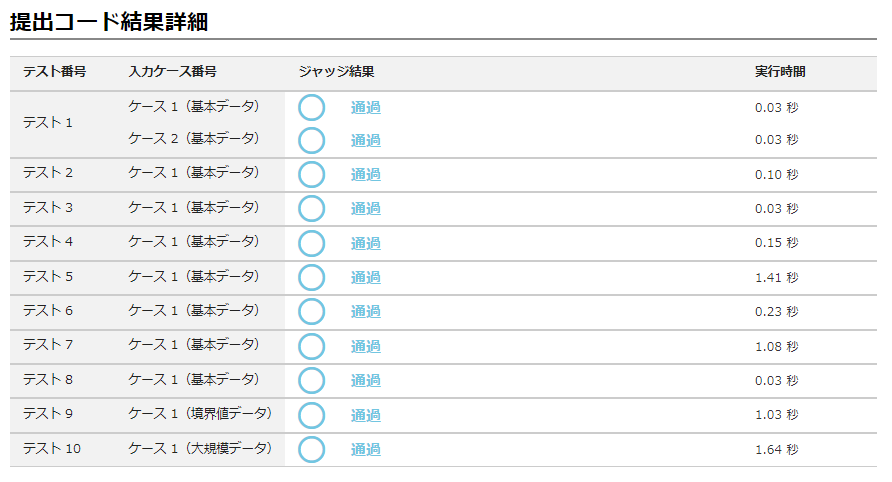 提出コード結果詳細
テスト番号 入力ケース番号 ジャッジ結果 実行時間
テスト 1 ケース 1（基本データ） 通過 0.03 秒
ケース 2（基本データ） 通過 0.03 秒
テスト 2 ケース 1（基本データ） 通過 0.10 秒
テスト 3 ケース 1（基本データ） 通過 0.03 秒
テスト 4 ケース 1（基本データ） 通過 0.15 秒
テスト 5 ケース 1（基本データ） 通過 1.41 秒
テスト 6 ケース 1（基本データ） 通過 0.23 秒
テスト 7 ケース 1（基本データ） 通過 1.08 秒
テスト 8 ケース 1（基本データ） 通過 0.03 秒
テスト 9 ケース 1（境界値データ） 通過 1.03 秒
テスト 10 ケース 1（大規模データ） 通過 1.64 秒